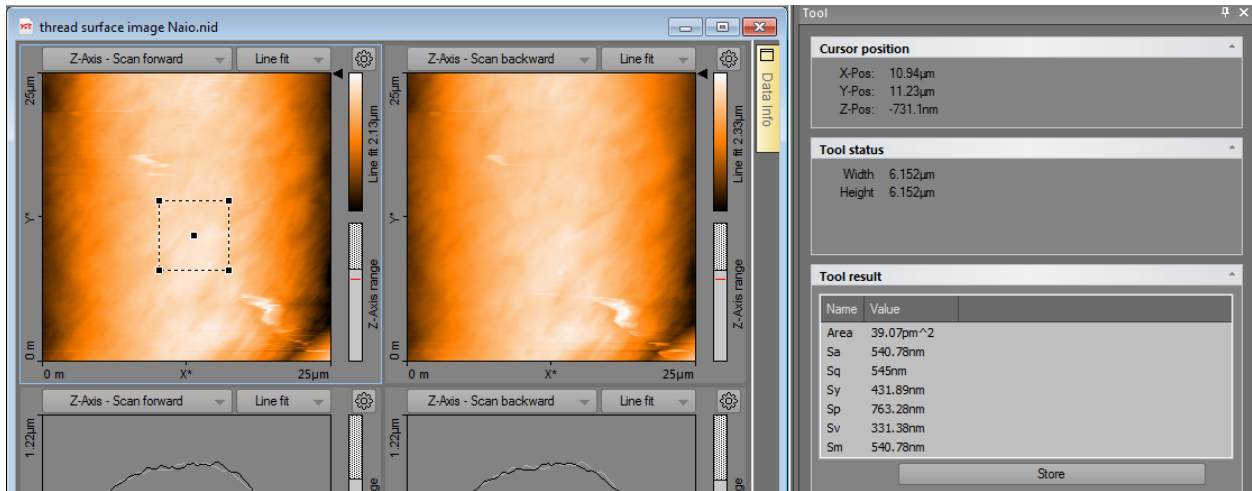 thread surface image Naio.nid
Z-Axis - Scan forward
Line fit
25µm
Y*
0 m
0 m
X*
25µm
Line fit 2.13µm
Z-Axis range
Z-Axis - Scan backward
Line fit
25µm
Y*
0 m
0 m
X*
25µm
Line fit 2.33µm
Z-Axis range
Data Info
Z-Axis - Scan forward
Line fit
1.22µm
Z-Axis - Scan backward
Line fit
1.22µm
Tool
Cursor position
X-Pos: 10.94µm
Y-Pos: 11.23µm
Z-Pos: -731.1nm
Tool status
Width 6.152µm
Height 6.152µm
Tool result
Name Value
Area 39.07pm^2
Sa 540.78nm
Sq 545nm
Sy 431.89nm
Sp 763.28nm
Sv 331.38nm
Sm 540.78nm
Store